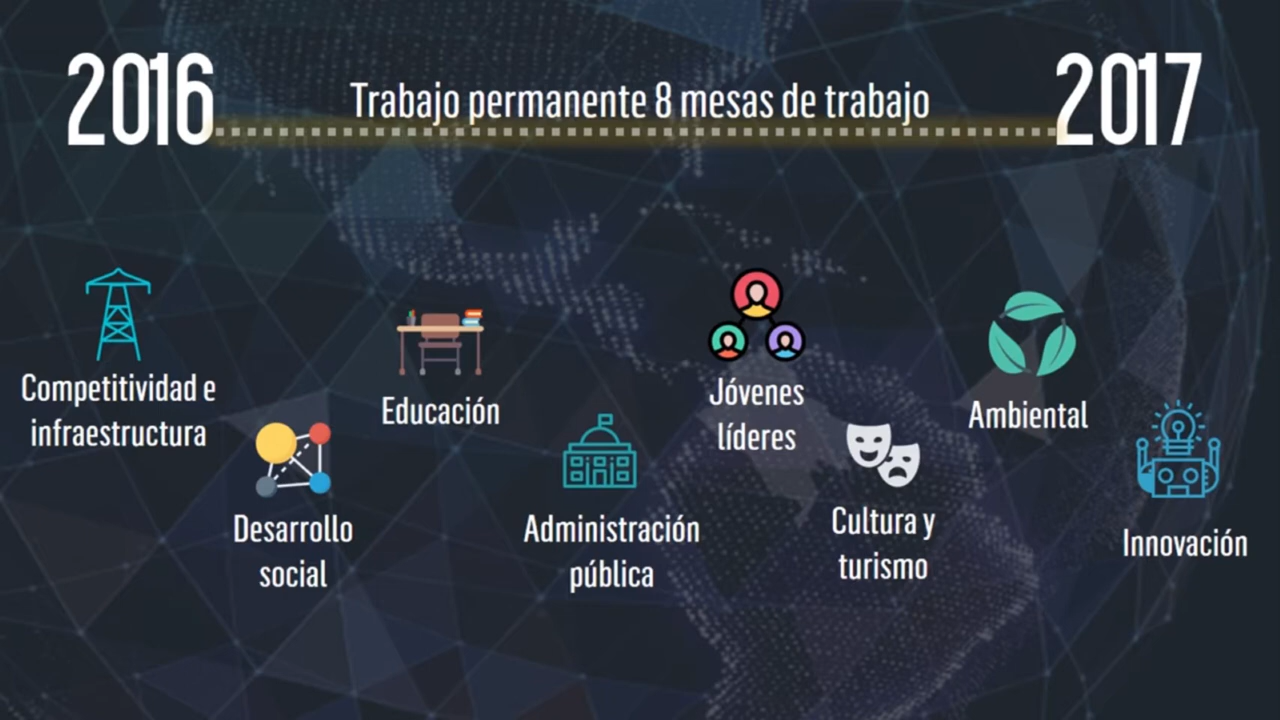 2016
Trabajo permanente 8 mesas de trabajo
2017
Competitividad e
infraestructura
Desarrollo
social
Educación
Administración
pública
Jóvenes
líderes
Cultura y
turismo
Ambiental
Innovación